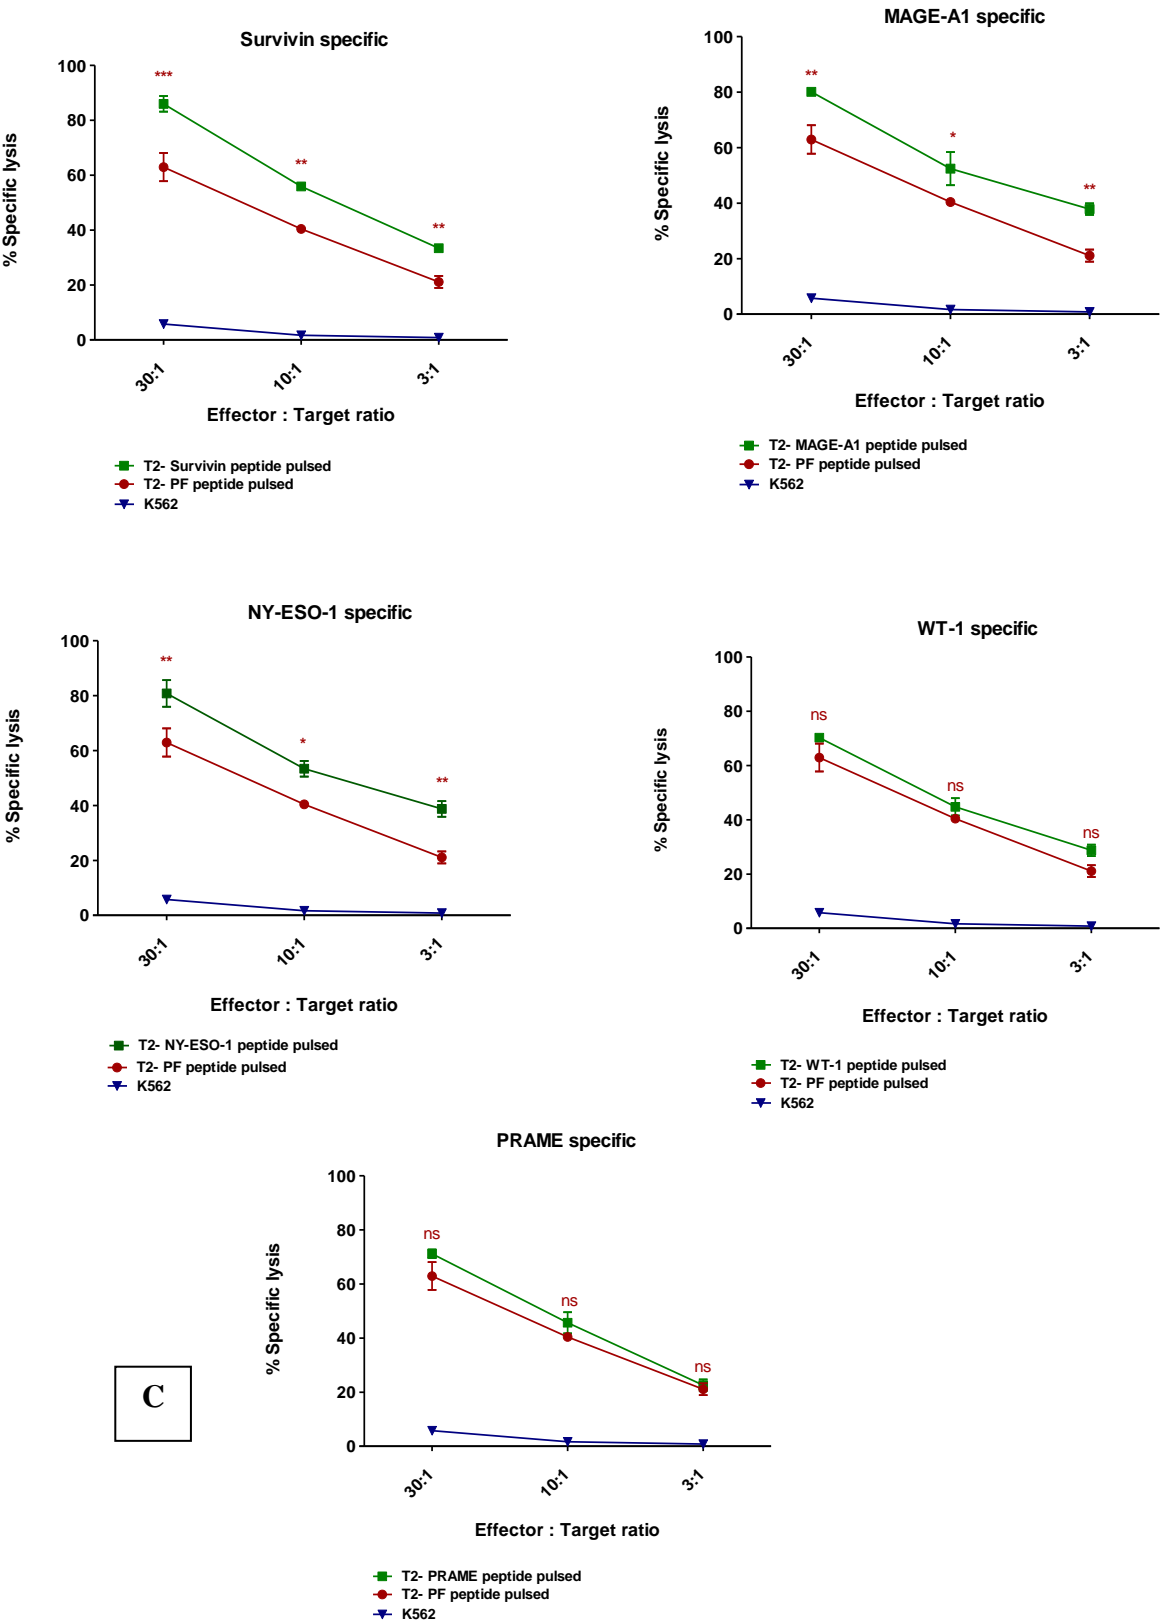 Survivin specific
% Specific lysis
100
80
60
40
20
0
***
**
**
30:1
10:1
3:1
Effector : Target ratio
T2- Survivin peptide pulsed
T2- PF peptide pulsed
K562
MAGE-A1 specific
% Specific lysis
100
80
60
40
20
0
**
*
**
30:1
10:1
3:1
Effector : Target ratio
T2- MAGE-A1 peptide pulsed
T2- PF peptide pulsed
K562
NY-ESO-1 specific
% Specific lysis
100
80
60
40
20
0
**
*
**
30:1
10:1
3:1
Effector : Target ratio
T2- NY-ESO-1 peptide pulsed
T2- PF peptide pulsed
K562
WT-1 specific
% Specific lysis
100
80
60
40
20
0
ns
ns
ns
30:1
10:1
3:1
Effector : Target ratio
T2- WT-1 peptide pulsed
T2- PF peptide pulsed
K562
PRAME specific
% Specific lysis
100
80
60
40
20
0
ns
ns
ns
30:1
10:1
3:1
Effector : Target ratio
T2- PRAME peptide pulsed
T2- PF peptide pulsed
K562
C